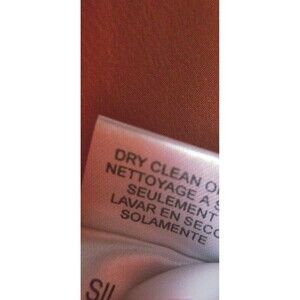 DRY CLEAN O
NETTOYAGE A S
SEULEMENT
LAVAR EN SECO
SOLAMENTE